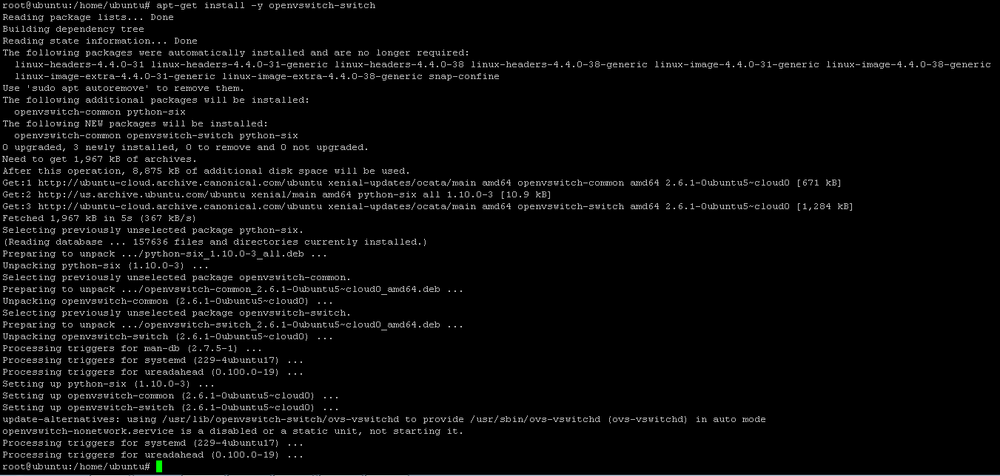 root@ubuntu:/home/ubuntu# apt-get install -y openvswitch-switch
Reading package lists... Done
Building dependency tree
Reading state information... Done
The following packages were automatically installed and are no longer required:
  linux-headers-4.4.0-31 linux-headers-4.4.0-31-generic linux-headers-4.4.0-38 linux-headers-4.4.0-38-generic linux-image-4.4.0-31-generic linux-image-4.4.0-38-generic
  linux-image-extra-4.4.0-31-generic linux-image-extra-4.4.0-38-generic snap-confine
Use 'sudo apt autoremove' to remove them.
The following additional packages will be installed:
  openvswitch-common python-six
The following NEW packages will be installed:
  openvswitch-common openvswitch-switch python-six
0 upgraded, 3 newly installed, 0 to remove and 0 not upgraded.
Need to get 1,967 kB of archives.
After this operation, 8,875 kB of additional disk space will be used.
Get:1 http://ubuntu-cloud.archive.canonical.com/ubuntu xenial-updates/ocata/main amd64 openvswitch-common amd64 2.6.1-0ubuntu5~cloud0 [671 kB]
Get:2 http://us.archive.ubuntu.com/ubuntu xenial/main amd64 python-six all 1.10.0-3 [10.9 kB]
Get:3 http://ubuntu-cloud.archive.canonical.com/ubuntu xenial-updates/ocata/main amd64 openvswitch-switch amd64 2.6.1-0ubuntu5~cloud0 [1,284 kB]
Fetched 1,967 kB in 5s (367 kB/s)
Selecting previously unselected package python-six.
(Reading database ... 157636 files and directories currently installed.)
Preparing to unpack .../python-six_1.10.0-3_all.deb ...
Unpacking python-six (1.10.0-3) ...
Selecting previously unselected package openvswitch-common.
Preparing to unpack .../openvswitch-common_2.6.1-0ubuntu5~cloud0_amd64.deb ...
Unpacking openvswitch-common (2.6.1-0ubuntu5~cloud0) ...
Selecting previously unselected package openvswitch-switch.
Preparing to unpack .../openvswitch-switch_2.6.1-0ubuntu5~cloud0_amd64.deb ...
Unpacking openvswitch-switch (2.6.1-0ubuntu5~cloud0) ...
Processing triggers for man-db (2.7.5-1) ...
Processing triggers for systemd (229-4ubuntu17) ...
Processing triggers for ureadahead (0.100.0-19) ...
Setting up python-six (1.10.0-3) ...
Setting up openvswitch-common (2.6.1-0ubuntu5~cloud0) ...
Setting up openvswitch-switch (2.6.1-0ubuntu5~cloud0) ...
update-alternatives: using /usr/lib/openvswitch-switch/ovs-vswitchd to provide /usr/sbin/ovs-vswitchd (ovs-vswitchd) in auto mode
openvswitch-nonetwork.service is a disabled or a static unit, not starting it.
Processing triggers for systemd (229-4ubuntu17) ...
Processing triggers for ureadahead (0.100.0-19) ...
root@ubuntu:/home/ubuntu#